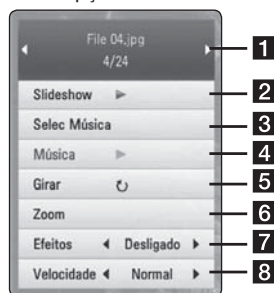 File 04.jpg
1
4/24
Slideshow ► 2
Selec Música 3
Música ► 4
Girar ↻ 5
Zoom 6
Efeitos ◄ Desligado ► 7
Velocidade ◄ Normal ► 8